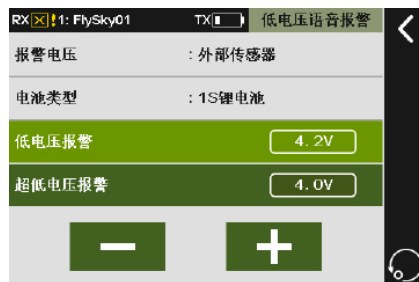 RX!1: FlySky01 TX 低电压语音报警
报警电压 : 外部传感器
电池类型 : 1S锂电池
低电压报警 4.2V
超低电压报警 4.0V